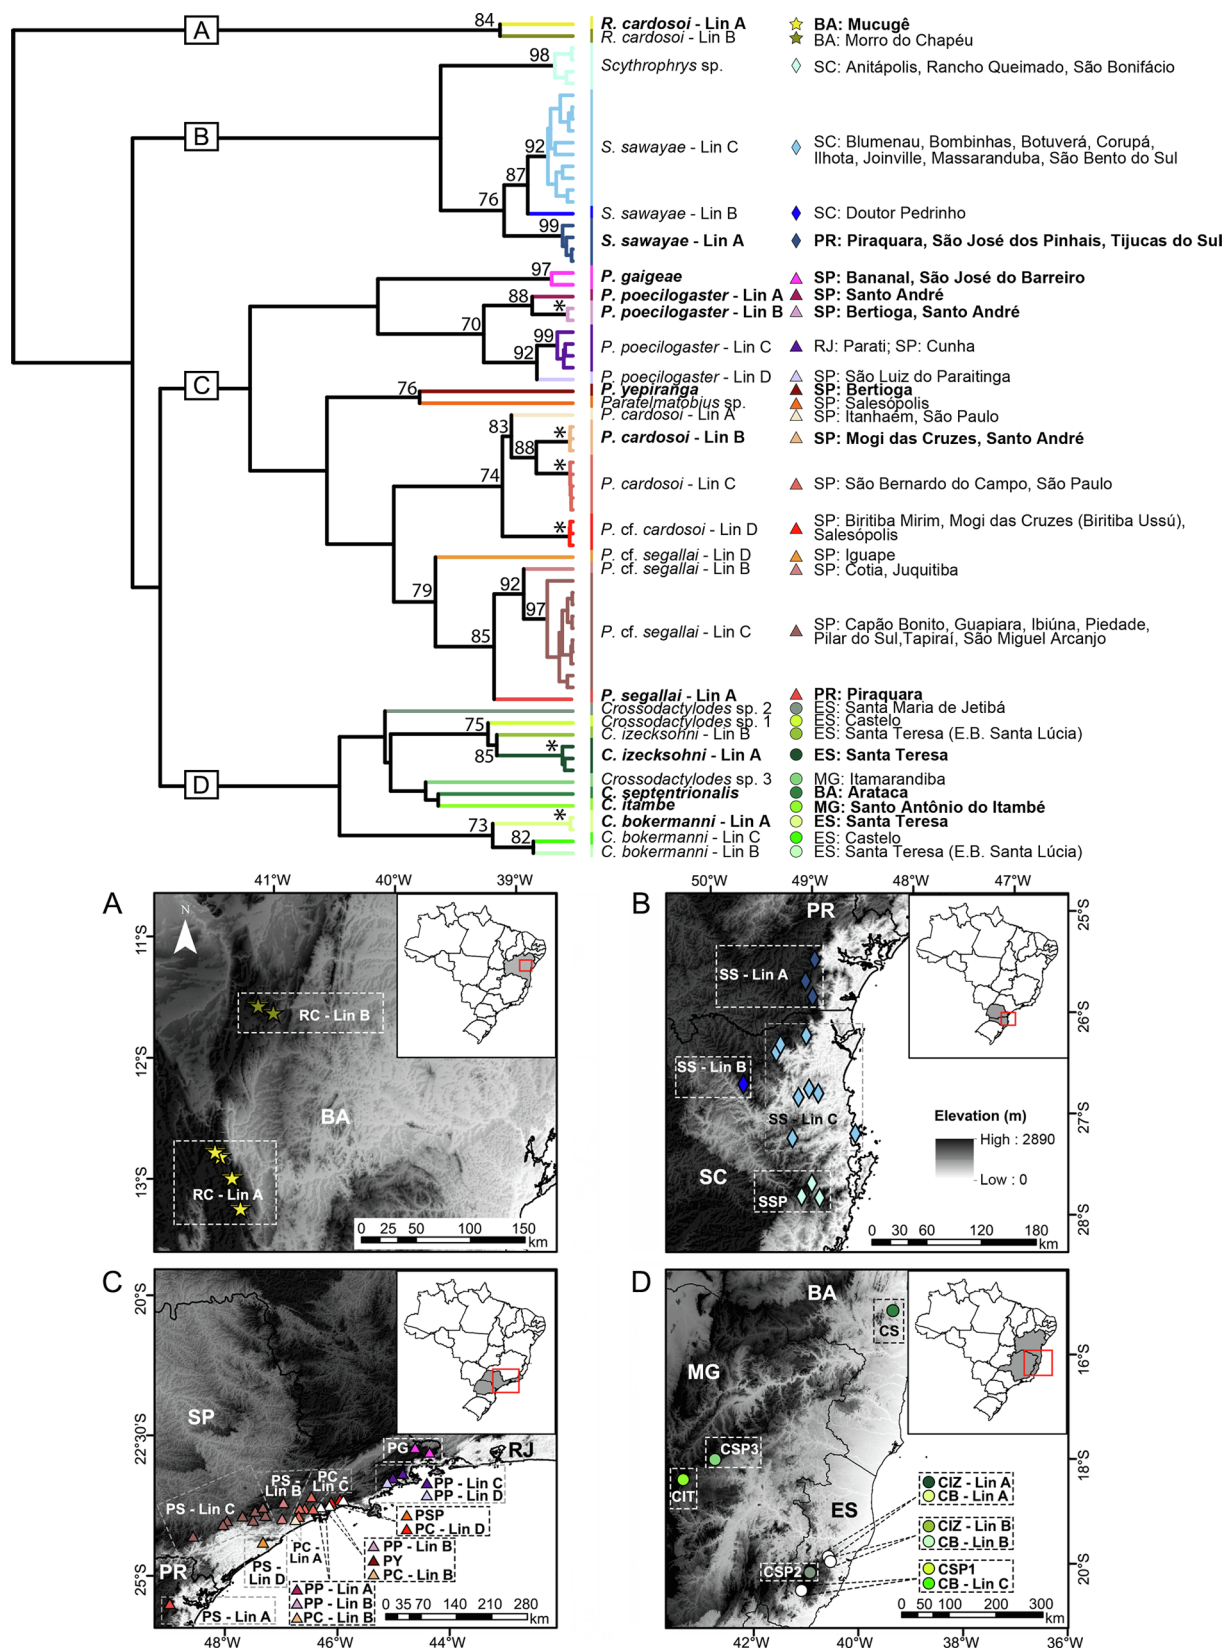 A
84
R. cardosoi - Lin A
BA: Mucugê
R. cardosoi - Lin B
BA: Morro do Chapéu
98
Scythrophrys sp.
SC: Anitápolis, Rancho Queimado, São Bonifácio
B
92
S. sawayae - Lin C
SC: Blumenau, Bombinhas, Botuverá, Corupá,
Ilhota, Joinville, Massaranduba, São Bento do Sul
87
76
S. sawayae - Lin B
SC: Doutor Pedrinho
99
S. sawayae - Lin A
PR: Piraquara, São José dos Pinhais, Tijucas do Sul
97
P. gaigeae
SP: Bananal, São José do Barreiro
88
P. poecilogaster - Lin A
SP: Santo André
*
P. poecilogaster - Lin B
SP: Bertioga, Santo André
70
99
92
P. poecilogaster - Lin C
RJ: Parati; SP: Cunha
P. poecilogaster - Lin D
SP: São Luiz do Paraitinga
C
76
P. yepiranga
SP: Bertioga
Paratelmatobius sp.
SP: Salesópolis
P. cardosoi - Lin A
SP: Itanhaém, São Paulo
83
*
P. cardosoi - Lin B
SP: Mogi das Cruzes, Santo André
88
*
74
P. cardosoi - Lin C
SP: São Bernardo do Campo, São Paulo
*
P. cf. cardosoi - Lin D
SP: Biritiba Mirim, Mogi das Cruzes (Biritiba Ussú),
Salesópolis
P. cf. segallai - Lin D
SP: Iguape
P. cf. segallai - Lin B
SP: Cotia, Juquitiba
79
92
97
85
P. cf. segallai - Lin C
SP: Capão Bonito, Guapiara, Ibiúna, Piedade,
Pilar do Sul,Tapiraí, São Miguel Arcanjo
P. segallai - Lin A
PR: Piraquara
Crossodactylodes sp. 2
ES: Santa Maria de Jetibá
75
Crossodactylodes sp. 1
ES: Castelo
C. izecksohni - Lin B
ES: Santa Teresa (E.B. Santa Lúcia)
85
*
C. izecksohni - Lin A
ES: Santa Teresa
D
Crossodactylodes sp. 3
MG: Itamarandiba
C. septentrionalis
BA: Arataca
C. itambe
MG: Santo Antônio do Itambé
*
73
C. bokermanni - Lin A
ES: Santa Teresa
82
C. bokermanni - Lin C
ES: Castelo
C. bokermanni - Lin B
ES: Santa Teresa (E.B. Santa Lúcia)
A
41°W 40°W 39°W
N
11°S
12°S
13°S
RC - Lin B
BA
RC - Lin A
0 25 50 100 150
km
B
50°W 49°W 48°W 47°W 46°W
25°S
26°S
27°S
28°S
PR
SS - Lin A
SS - Lin B
SS - Lin C
SC
SSP
Elevation (m)
High : 2890
Low : 0
0 30 60 120 180
km
C
20°S
22°30'S
25°S
SP
RJ
PG
PS - Lin C
PS -
Lin B
PC -
Lin C
PP - Lin C
PP - Lin D
PSP
PC - Lin D
PP - Lin B
PY
PC - Lin B
PC -
Lin A
PS -
Lin D
PP - Lin A
PP - Lin B
PC - Lin B
PR
PS - Lin A
0 35 70 140 210 280
km
48°W 46°W 44°W
D
BA
CS
16°S
18°S
20°S
MG
CSP3
CIT
ES
CSP2
CIZ - Lin A
CB - Lin A
CIZ - Lin B
CB - Lin B
CSP1
CB - Lin C
0 50 100 200 300
km
42°W 40°W 38°W 36°W